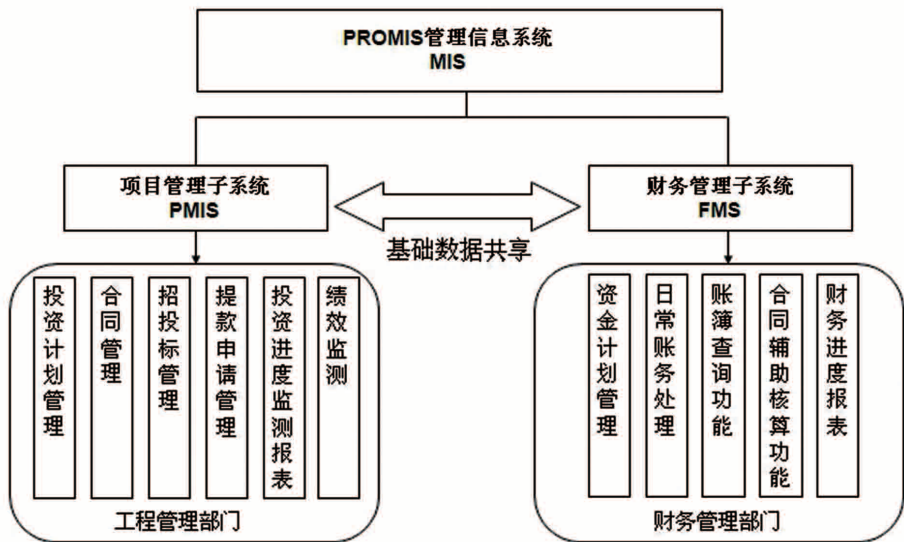 PROMIS管理信息系统
MIS
项目管理子系统
PMIS
财务管理子系统
FMS
基础数据共享
投资计划管理
合同管理
招投标管理
提款申请管理
投资进度监测报表
绩效监测
工程管理部门
资金计划管理
日常账务处理
账簿查询功能
合同辅助核算功能
财务进度报表
财务管理部门